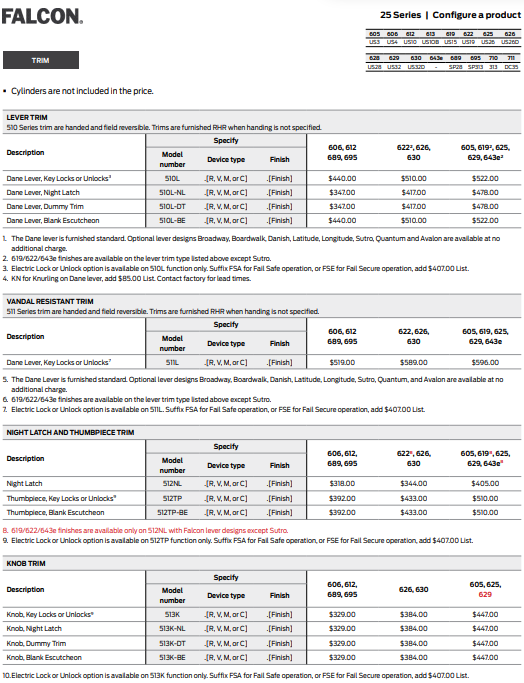 FALCON.
25 Series | Configure a product
605 606 612 613 619 622 625 626
US3 US4 US10 US10B US15 US19 US26 US26D
628 629 630 643e 689 695 710 711
US28 US32 US32D - SP28 SP313 313 DC35
TRIM
• Cylinders are not included in the price.
LEVER TRIM
510 Series trim are handed and field reversible. Trims are furnished RHR when handing is not specified.
Description Specify 606, 612 689, 695 622², 626, 630 605, 619², 625, 629, 643e²
Model number Device type Finish
Dane Lever, Key Locks or Unlocks³ 510L .[R, V, M, or C] .[Finish] $440.00 $510.00 $522.00
Dane Lever, Night Latch 510L-NL .[R, V, M, or C] .[Finish] $347.00 $417.00 $478.00
Dane Lever, Dummy Trim 510L-DT .[R, V, M, or C] .[Finish] $347.00 $417.00 $478.00
Dane Lever, Blank Escutcheon 510L-BE .[R, V, M, or C] .[Finish] $440.00 $510.00 $522.00
1. The Dane lever is furnished standard. Optional lever designs Broadway, Boardwalk, Danish, Latitude, Longitude, Sutro, Quantum and Avalon are available at no
additional charge.
2. 619/622/643e finishes are available on the lever trim type listed above except Sutro.
3. Electric Lock or Unlock option is available on 510L function only. Suffix FSA for Fail Safe operation, or FSE for Fail Secure operation, add $407.00 List.
4. KN for Knurling on Dane lever, add $85.00 List. Contact factory for lead times.
VANDAL RESISTANT TRIM
511 Series trim are handed and field reversible. Trims are furnished RHR when handing is not specified.
Description Specify 606, 612 689, 695 622, 626, 630 605, 619, 625, 629, 643e
Model number Device type Finish
Dane Lever, Key Locks or Unlocks⁷ 511L .[R, V, M, or C] .[Finish] $519.00 $589.00 $596.00
5. The Dane Lever is furnished standard. Optional lever designs Broadway, Boardwalk, Danish, Latitude, Longitude, Sutro, Quantum, and Avalon are available at no
additional charge.
6. 619/622/643e finishes are available on the lever trim type listed above except Sutro.
7. Electric Lock or Unlock option is available on 511L. Suffix FSA for Fail Safe operation, or FSE for Fail Secure operation, add $407.00 List.
NIGHT LATCH AND THUMBPIECE TRIM
Description Specify 606, 612, 689, 695 622⁸, 626, 630 605, 619⁸, 625, 629, 643e⁸
Model number Device type Finish
Night Latch 512NL .[R, V, M, or C] .[Finish] $318.00 $344.00 $405.00
Thumbpiece, Key Locks or Unlocks⁹ 512TP .[R, V, M, or C] .[Finish] $392.00 $433.00 $510.00
Thumbpiece, Blank Escutcheon 512TP-BE .[R, V, M, or C] .[Finish] $392.00 $433.00 $510.00
8. 619/622/643e finishes are available only on 512NL with Falcon lever designs except Sutro.
9. Electric Lock or Unlock option is available on 512TP function only. Suffix FSA for Fail Safe operation, or FSE for Fail Secure operation, add $407.00 List.
KNOB TRIM
Description Specify 606, 612, 689, 695 626, 630 605, 625, 629
Model number Device type Finish
Knob, Key Locks or Unlocks 513K .[R, V, M, or C] .[Finish] $329.00 $384.00 $447.00
Knob, Night Latch 513K-NL .[R, V, M, or C] .[Finish] $329.00 $384.00 $447.00
Knob, Dummy Trim 513K-DT .[R, V, M, or C] .[Finish] $329.00 $384.00 $447.00
Knob, Blank Escutcheon 513K-BE .[R, V, M, or C] .[Finish] $329.00 $384.00 $447.00
10.Electric Lock or Unlock option is available on 513K function only. Suffix FSA for Fail Safe operation, or FSE for Fail Secure operation, add $407.00 List.